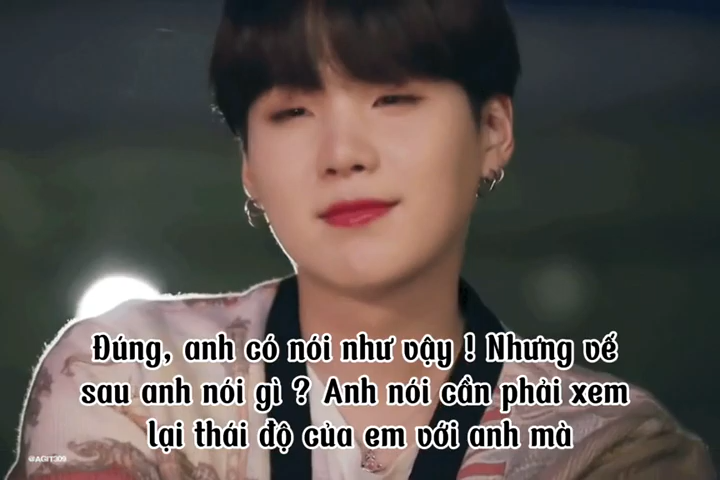 Đúng, anh có nói như vậy ! Nhưng vế
sau anh nói gì ? Anh nói cần phải xem
lại thái độ của em với anh mà
@AGIT309